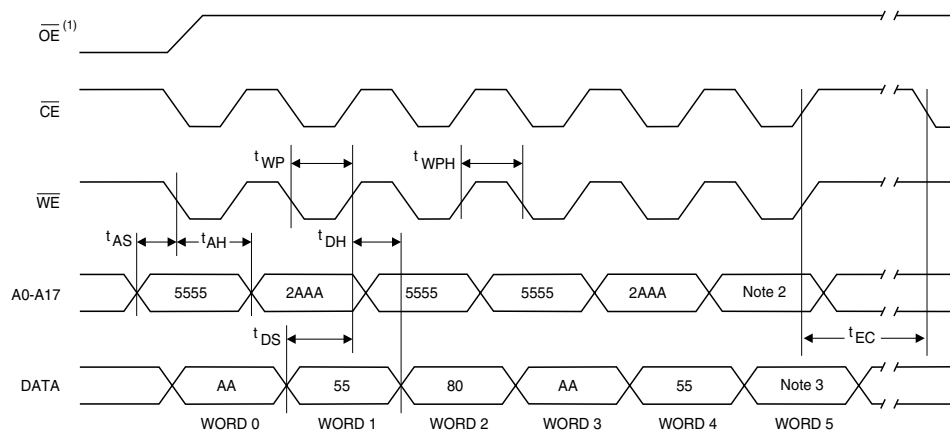 OE (1)
CE
tWP
tWPH
WE
tAS
tAH
tDH
A0-A17
5555
2AAA
5555
5555
2AAA
Note 2
tDS
tEC
DATA
AA
55
80
AA
55
Note 3
WORD 0
WORD 1
WORD 2
WORD 3
WORD 4
WORD 5